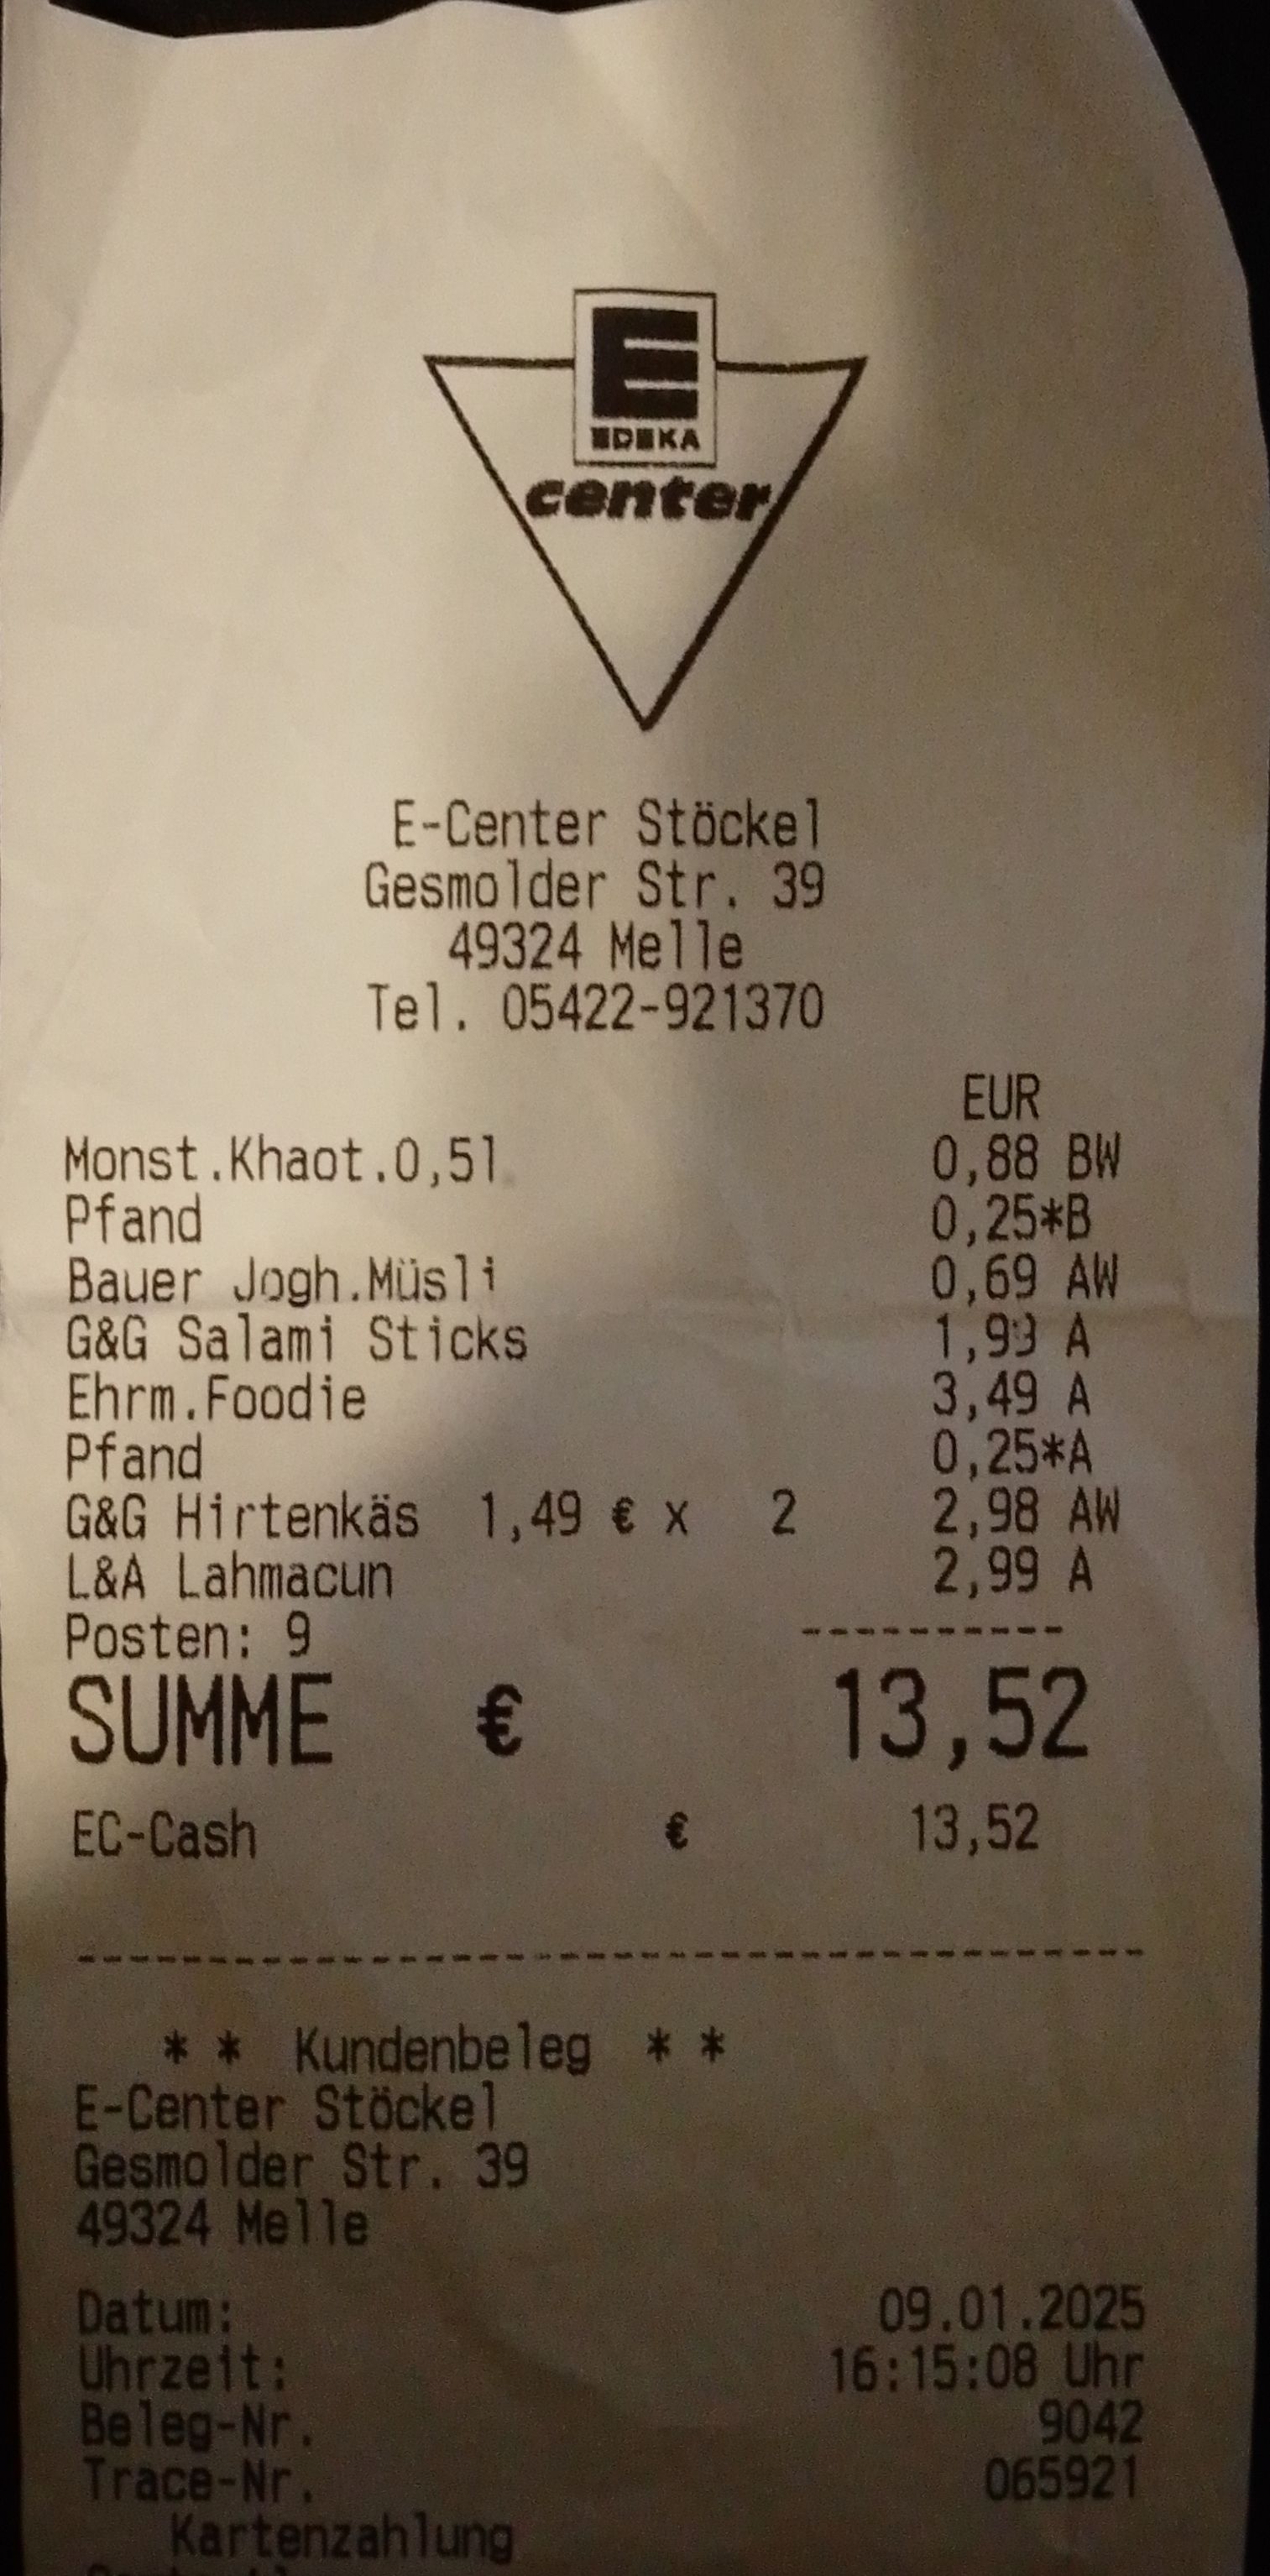 E
EDEKA
center
E-Center Stöckel
Gesmolder Str. 39
49324 Melle
Tel. 05422-921370
EUR
Monst.Khaot.0,5l 0,88 BW
Pfand 0,25*B
Bauer Jogh.Müsli 0,69 AW
G&G Salami Sticks 1,99 A
Ehrm.Foodie 3,49 A
Pfand 0,25*A
G&G Hirtenkäs 1,49 € x 2 2,98 AW
L&A Lahmacun 2,99 A
Posten: 9 ----------
SUMME € 13,52
EC-Cash € 13,52
----------------------------------------
* * Kundenbeleg * *
E-Center Stöckel
Gesmolder Str. 39
49324 Melle
Datum: 09.01.2025
Uhrzeit: 16:15:08 Uhr
Beleg-Nr. 9042
Trace-Nr. 065921
Kartenzahlung